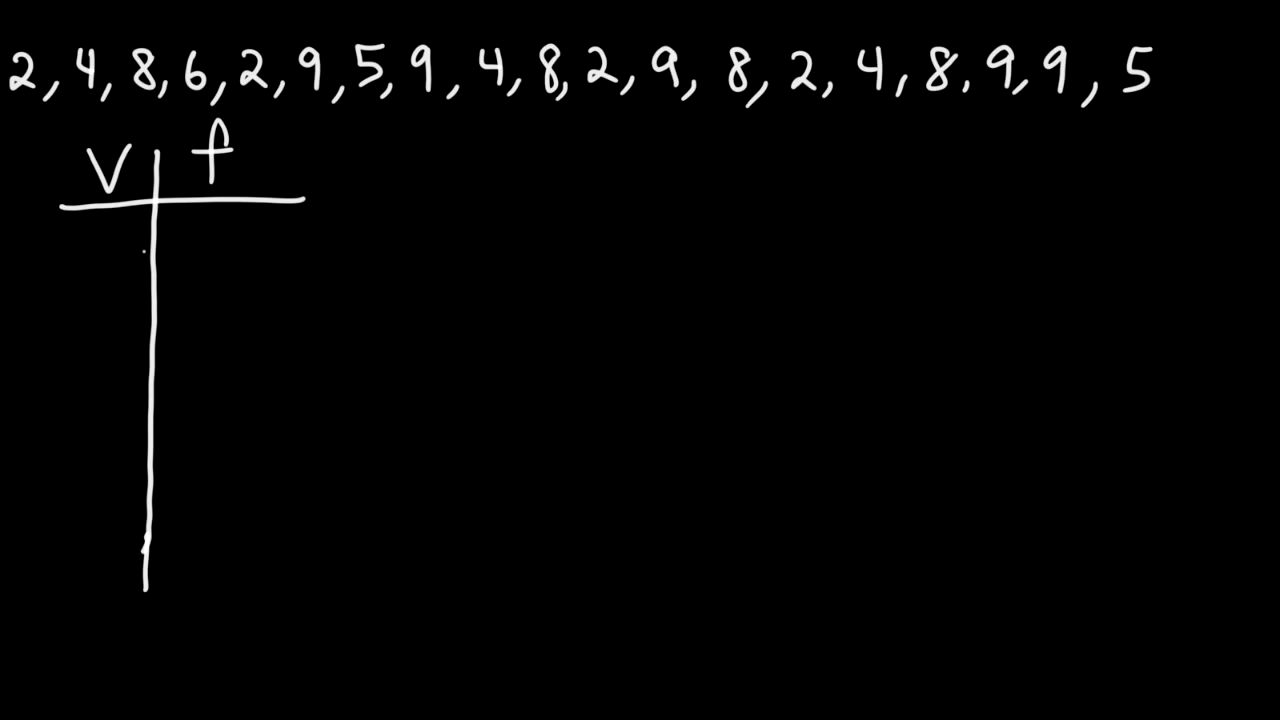 2, 4, 8, 6, 2, 9, 5, 9, 4, 8, 2, 9, 8, 2, 4, 8, 9, 9, 5
V f